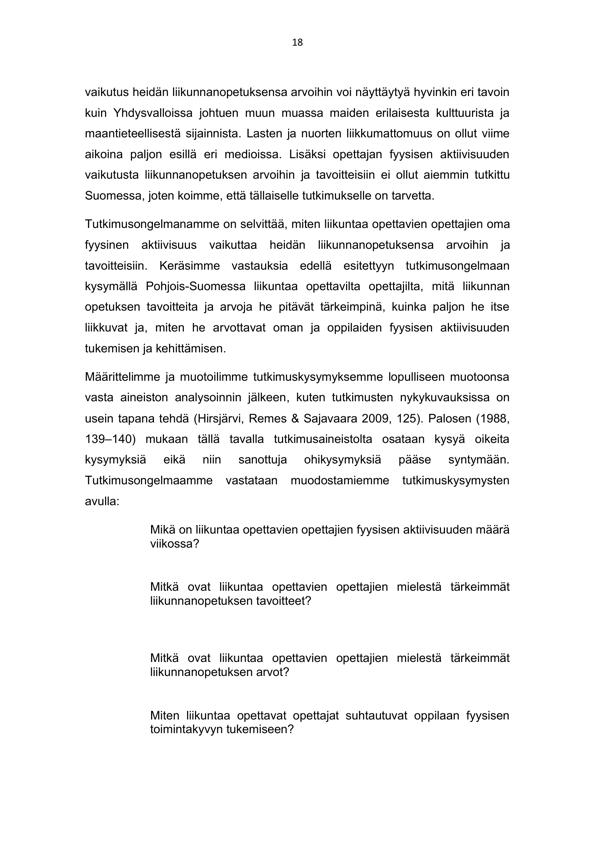 18
vaikutus heidän liikunnanopetuksensa arvoihin voi näyttäytyä hyvinkin eri tavoin
kuin Yhdysvalloissa johtuen muun muassa maiden erilaisesta kulttuurista ja
maantieteellisestä sijainnista. Lasten ja nuorten liikkumattomuus on ollut viime
aikoina paljon esillä eri medioissa. Lisäksi opettajan fyysisen aktiivisuuden
vaikutusta liikunnanopetuksen arvoihin ja tavoitteisiin ei ollut aiemmin tutkittu
Suomessa, joten koimme, että tällaiselle tutkimukselle on tarvetta.
Tutkimusongelmanamme on selvittää, miten liikuntaa opettavien opettajien oma
fyysinen aktiivisuus vaikuttaa heidän liikunnanopetuksensa arvoihin ja
tavoitteisiin. Keräsimme vastauksia edellä esitettyyn tutkimusongelmaan
kysymällä Pohjois-Suomessa liikuntaa opettavilta opettajilta, mitä liikunnan
opetuksen tavoitteita ja arvoja he pitävät tärkeimpinä, kuinka paljon he itse
liikkuvat ja, miten he arvottavat oman ja oppilaiden fyysisen aktiivisuuden
tukemisen ja kehittämisen.
Määrittelimme ja muotoilimme tutkimuskysymyksemme lopulliseen muotoonsa
vasta aineiston analysoinnin jälkeen, kuten tutkimusten nykykuvauksissa on
usein tapana tehdä (Hirsjärvi, Remes & Sajavaara 2009, 125). Palosen (1988,
139–140) mukaan tällä tavalla tutkimusaineistolta osataan kysyä oikeita
kysymyksiä eikä niin sanottuja ohikysymyksiä pääse syntymään.
Tutkimusongelmaamme vastataan muodostamiemme tutkimuskysymysten
avulla:
Mikä on liikuntaa opettavien opettajien fyysisen aktiivisuuden määrä
viikossa?
Mitkä ovat liikuntaa opettavien opettajien mielestä tärkeimmät
liikunnanopetuksen tavoitteet?
Mitkä ovat liikuntaa opettavien opettajien mielestä tärkeimmät
liikunnanopetuksen arvot?
Miten liikuntaa opettavat opettajat suhtautuvat oppilaan fyysisen
toimintakyvyn tukemiseen?